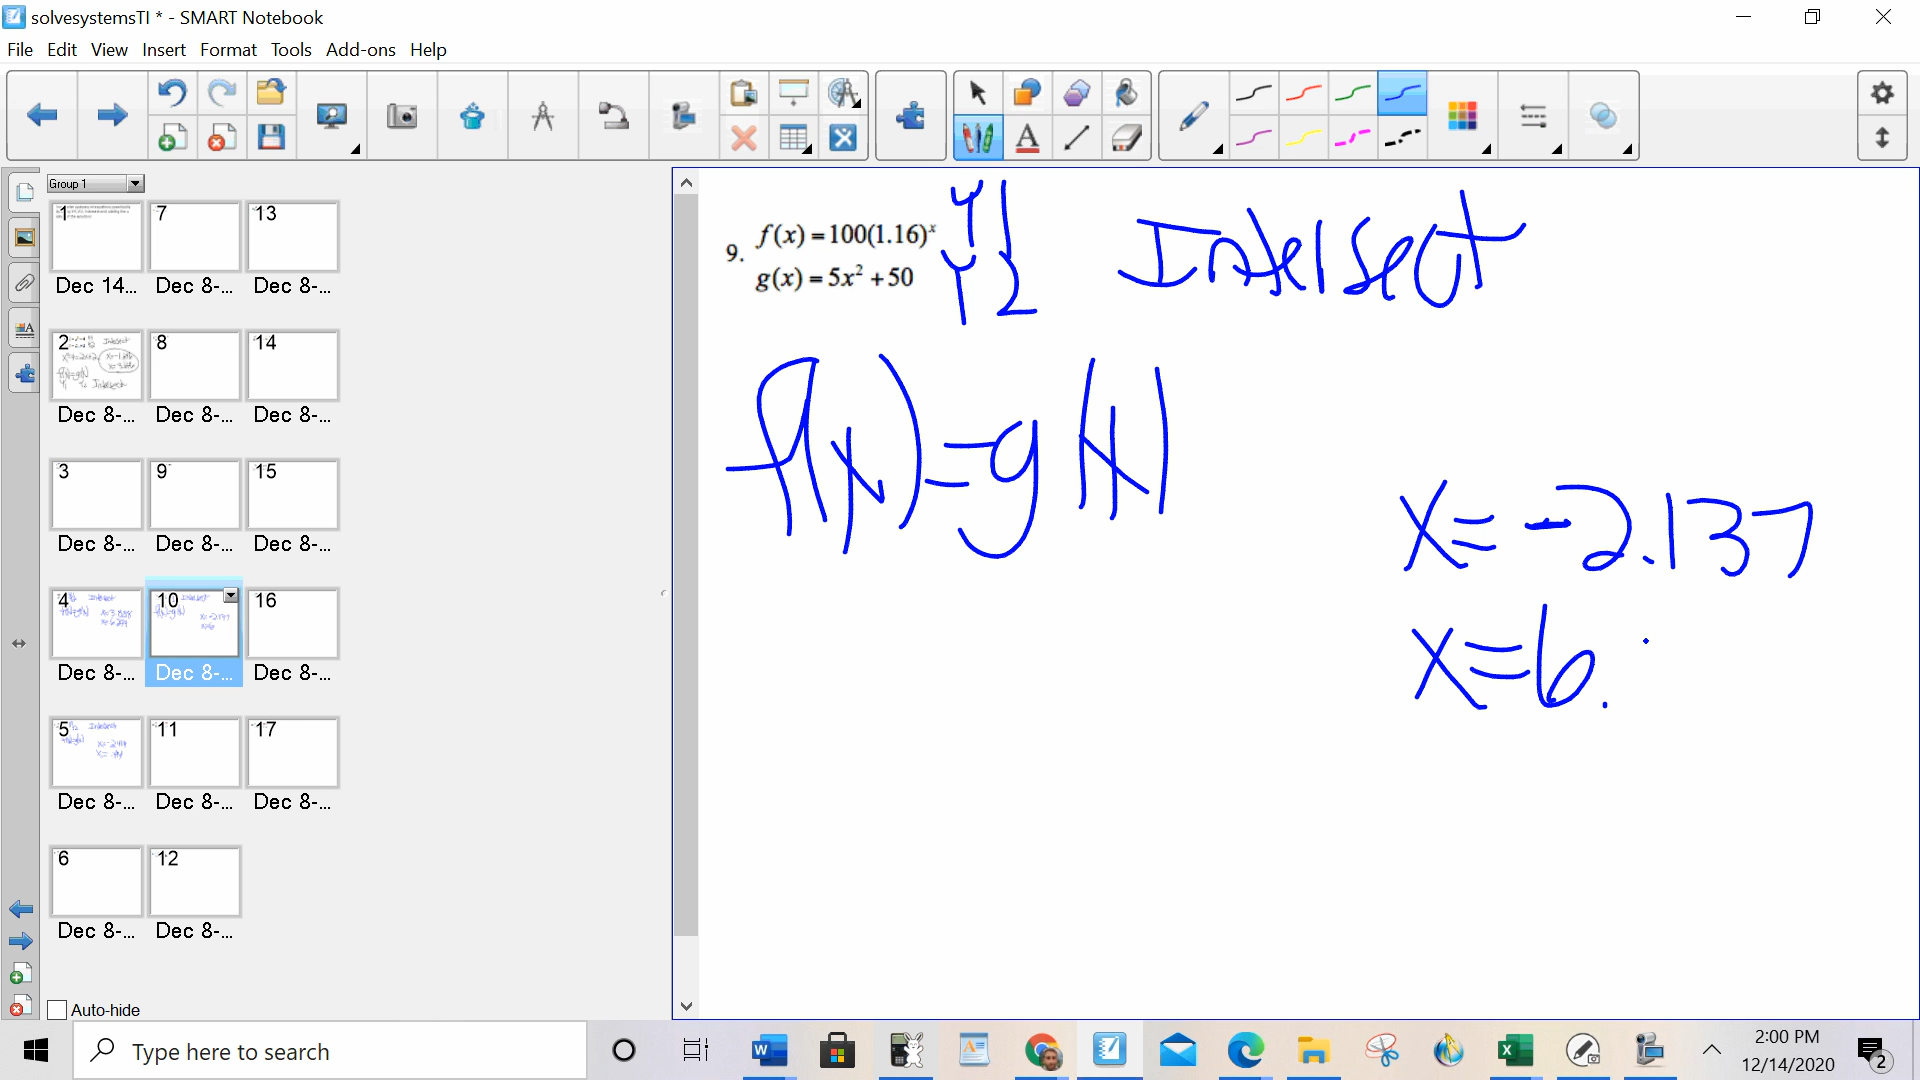 solvesystemsTI * - SMART Notebook
File Edit View Insert Format Tools Add-ons Help
Group 1
1 7 13
Dec 14... Dec 8-... Dec 8-...
2 8 14
Dec 8-... Dec 8-... Dec 8-...
3 9 15
Dec 8-... Dec 8-... Dec 8-...
4 10 16
Dec 8-... Dec 8-... Dec 8-...
5 11 17
Dec 8-... Dec 8-... Dec 8-...
6 12
Dec 8-... Dec 8-...
Auto-hide
9. f(x) = 100(1.16)^x Y1
g(x) = 5x² + 50 Y2
Intersect
f(x) = g(x)
x = -2.137
x = 6.
Type here to search
2:00 PM
12/14/2020
2